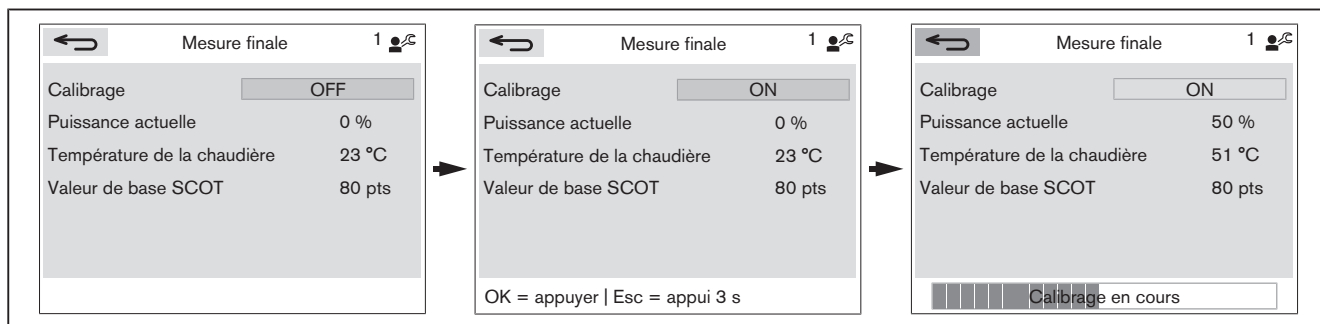 Mesure finale 1
Calibrage OFF
Puissance actuelle 0 %
Température de la chaudière 23 °C
Valeur de base SCOT 80 pts
Mesure finale 1
Calibrage ON
Puissance actuelle 0 %
Température de la chaudière 23 °C
Valeur de base SCOT 80 pts
OK = appuyer | Esc = appui 3 s
Mesure finale 1
Calibrage ON
Puissance actuelle 50 %
Température de la chaudière 51 °C
Valeur de base SCOT 80 pts
Calibrage en cours